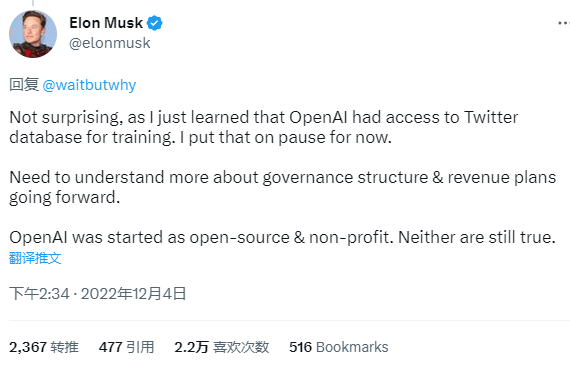 Elon Musk
@elonmusk
回复 @waitbutwhy
Not surprising, as I just learned that OpenAI had access to Twitter
database for training. I put that on pause for now.
Need to understand more about governance structure & revenue plans
going forward.
OpenAI was started as open-source & non-profit. Neither are still true.
翻译推文
下午2:34 · 2022年12月4日
2,367 转推 477 引用 2.2万 喜欢次数 516 Bookmarks